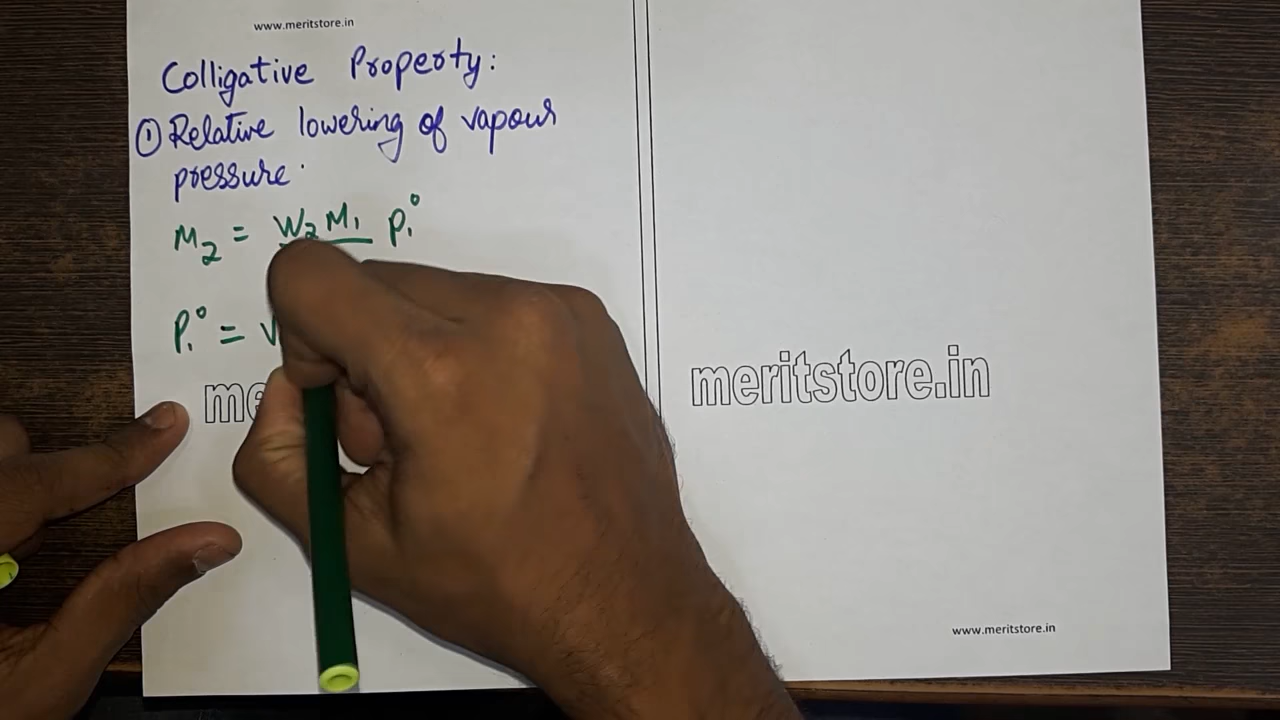 www.meritstore.in
Colligative Property:
① Relative lowering of vapour
pressure.
M₂ = W₂ M₁ P₁°
P₁° =
meritstore.in
www.meritstore.in